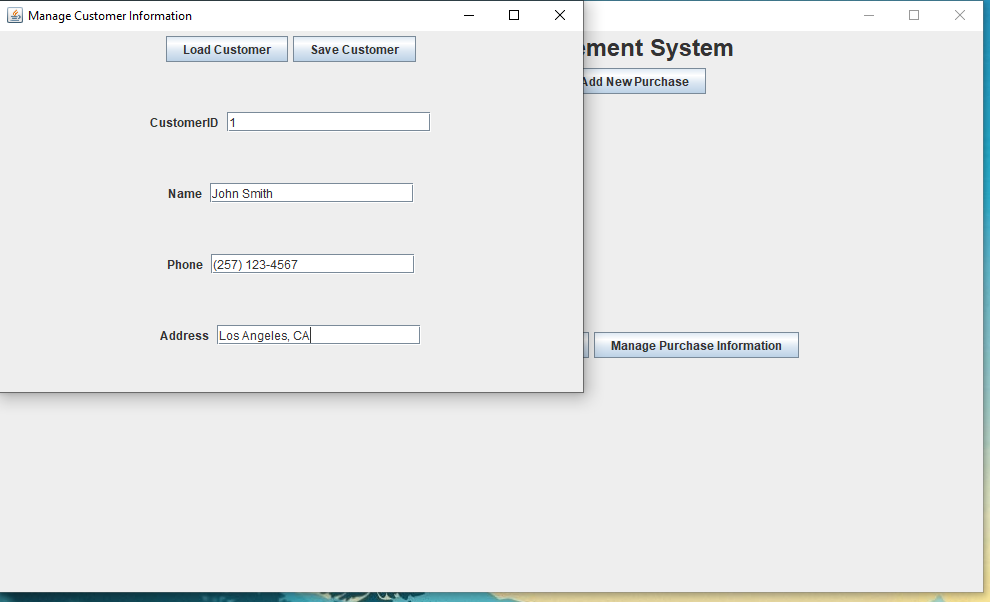 Manage Customer Information
Load Customer Save Customer
CustomerID 1
Name John Smith
Phone (257) 123-4567
Address Los Angeles, CA
ement System
Add New Purchase
Manage Purchase Information